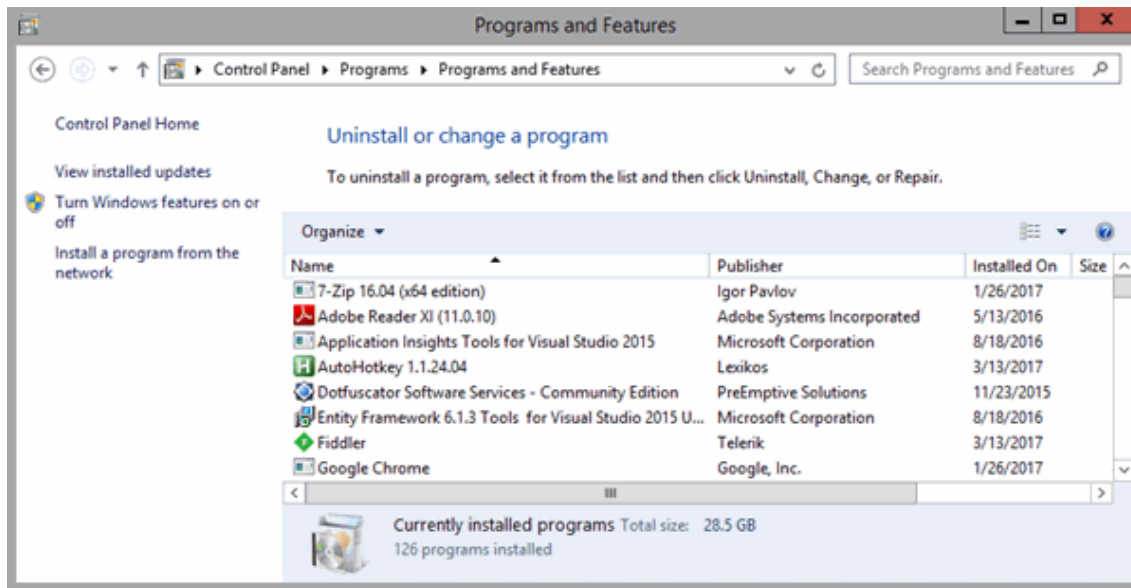 Programs and Features
Control Panel Programs Programs and Features
Search Programs and Features
Control Panel Home
View installed updates
Turn Windows features on or
off
Install a program from the
network
Uninstall or change a program
To uninstall a program, select it from the list and then click Uninstall, Change, or Repair.
Organize
Name Publisher Installed On Size
7-Zip 16.04 (x64 edition) Igor Pavlov 1/26/2017
Adobe Reader XI (11.0.10) Adobe Systems Incorporated 5/13/2016
Application Insights Tools for Visual Studio 2015 Microsoft Corporation 8/18/2016
AutoHotkey 1.1.24.04 Lexikos 3/13/2017
Dotfuscator Software Services - Community Edition PreEmptive Solutions 11/23/2015
Entity Framework 6.1.3 Tools for Visual Studio 2015 U... Microsoft Corporation 8/18/2016
Fiddler Telerik 3/13/2017
Google Chrome Google, Inc. 1/26/2017
Currently installed programs Total size: 28.5 GB
126 programs installed